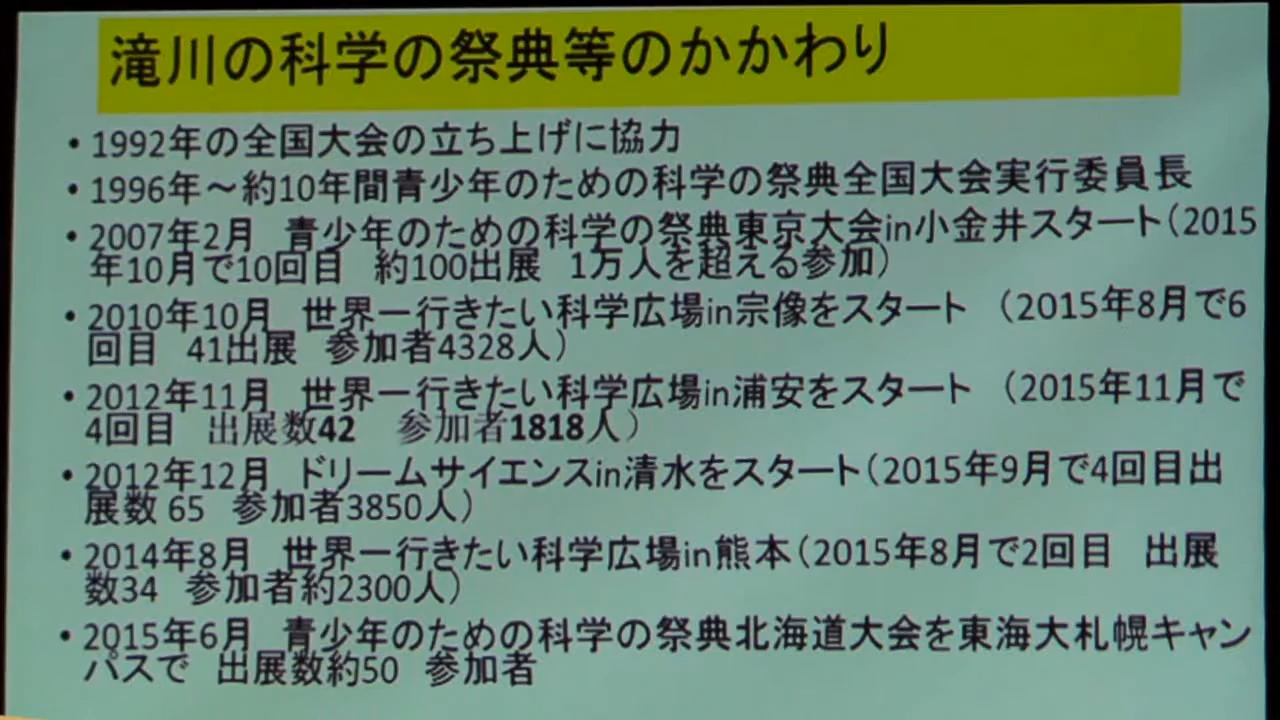 滝川の科学の祭典等のかかわり
• 1992年の全国大会の立ち上げに協力
• 1996年～約10年間青少年のための科学の祭典全国大会実行委員長
• 2007年2月　青少年のための科学の祭典東京大会in小金井スタート（2015
年10月で10回目　約100出展　1万人を超える参加）
• 2010年10月　世界一行きたい科学広場in宗像をスタート　（2015年8月で6
回目　41出展　参加者4328人）
• 2012年11月　世界一行きたい科学広場in浦安をスタート　（2015年11月で
4回目　出展数42　参加者1818人）
• 2012年12月　ドリームサイエンスin清水をスタート（2015年9月で4回目出
展数 65　参加者3850人）
• 2014年8月　世界一行きたい科学広場in熊本（2015年8月で2回目　出展
数34　参加者約2300人）
• 2015年6月　青少年のための科学の祭典北海道大会を東海大札幌キャン
パスで　出展数約50　参加者